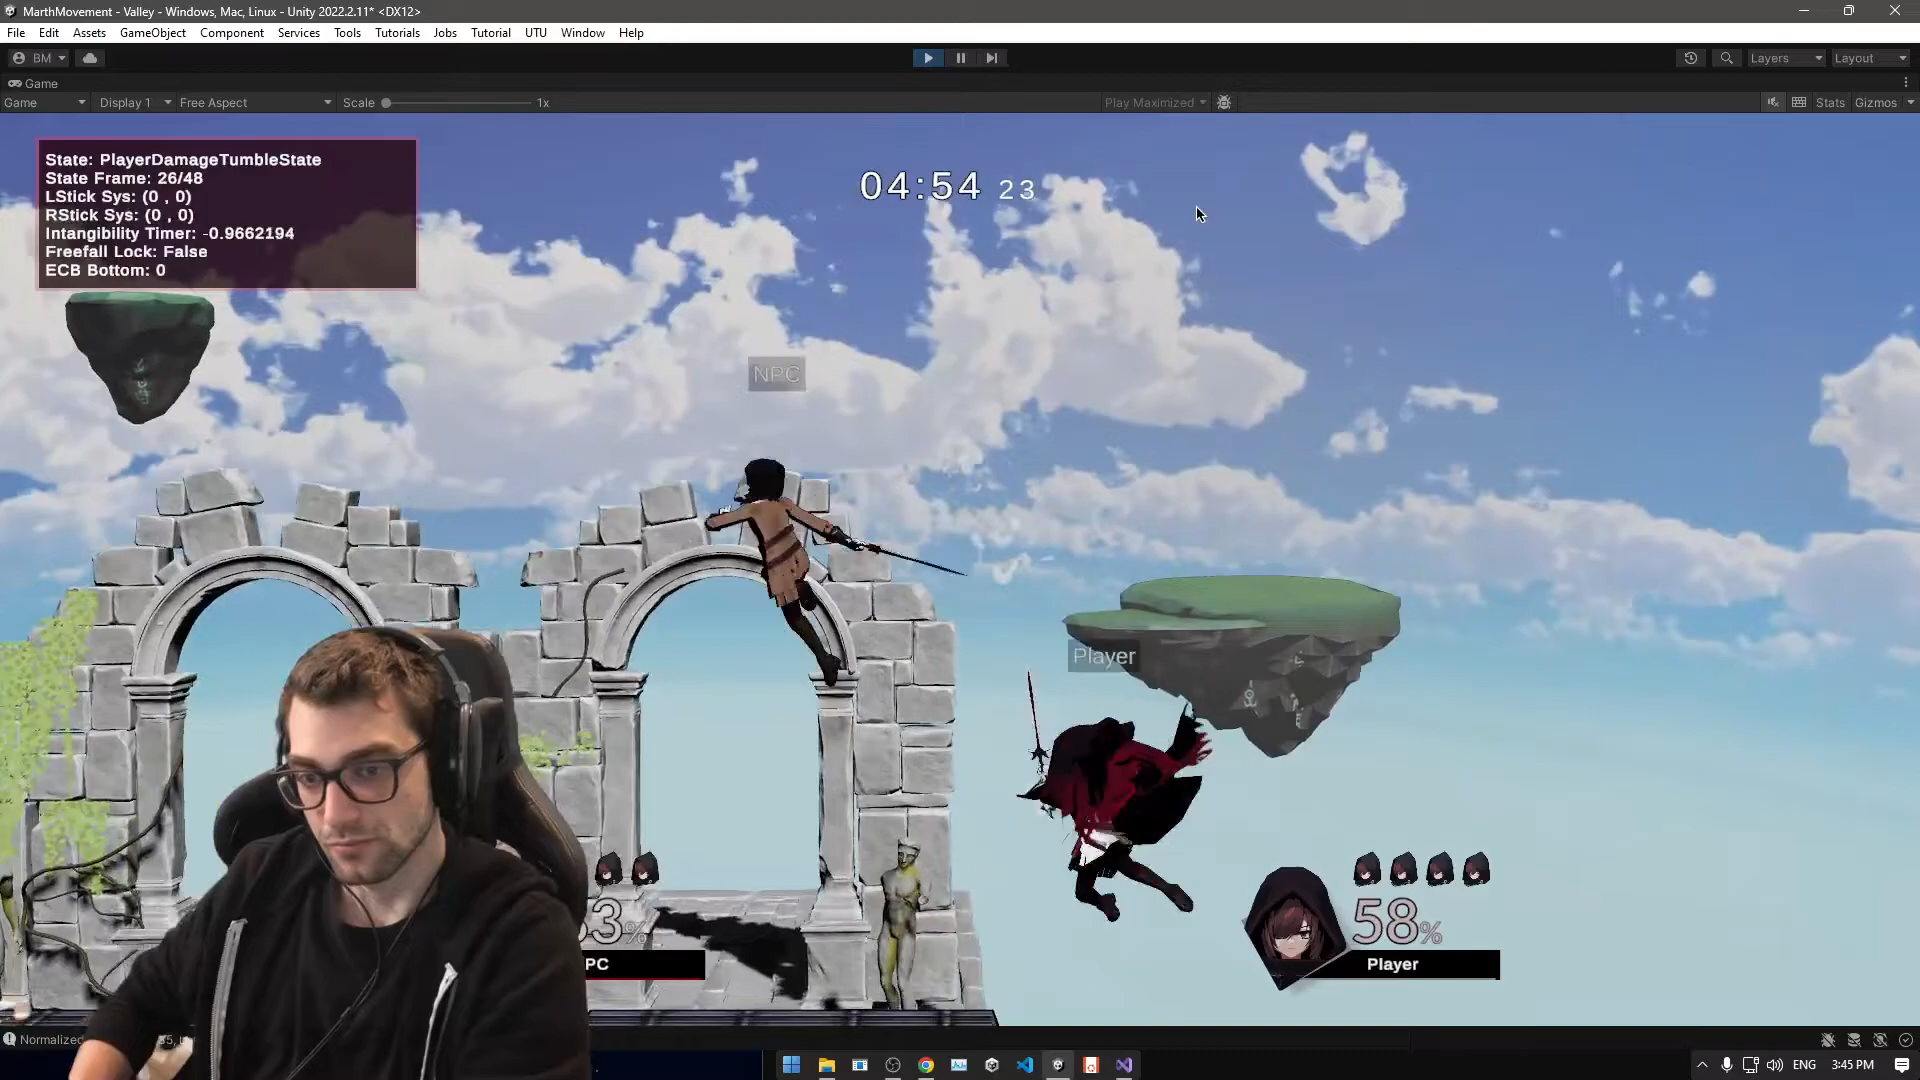 MarthMovement - Valley - Windows, Mac, Linux - Unity 2022.2.11* <DX12>
File Edit Assets GameObject Component Services Tools Tutorials Jobs Tutorial UTU Window Help
BM Layers Layout
Game
Game Display 1 Free Aspect Scale 1x Play Maximized Stats Gizmos
State: PlayerDamageTumbleState
State Frame: 26/48
LStick Sys: (0 , 0)
RStick Sys: (0 , 0)
Intangibility Timer: -0.9662194
Freefall Lock: False
ECB Bottom: 0
04:54 23
NPC
Player
3% 58%
PC Player
Normalized
ENG 3:45 PM